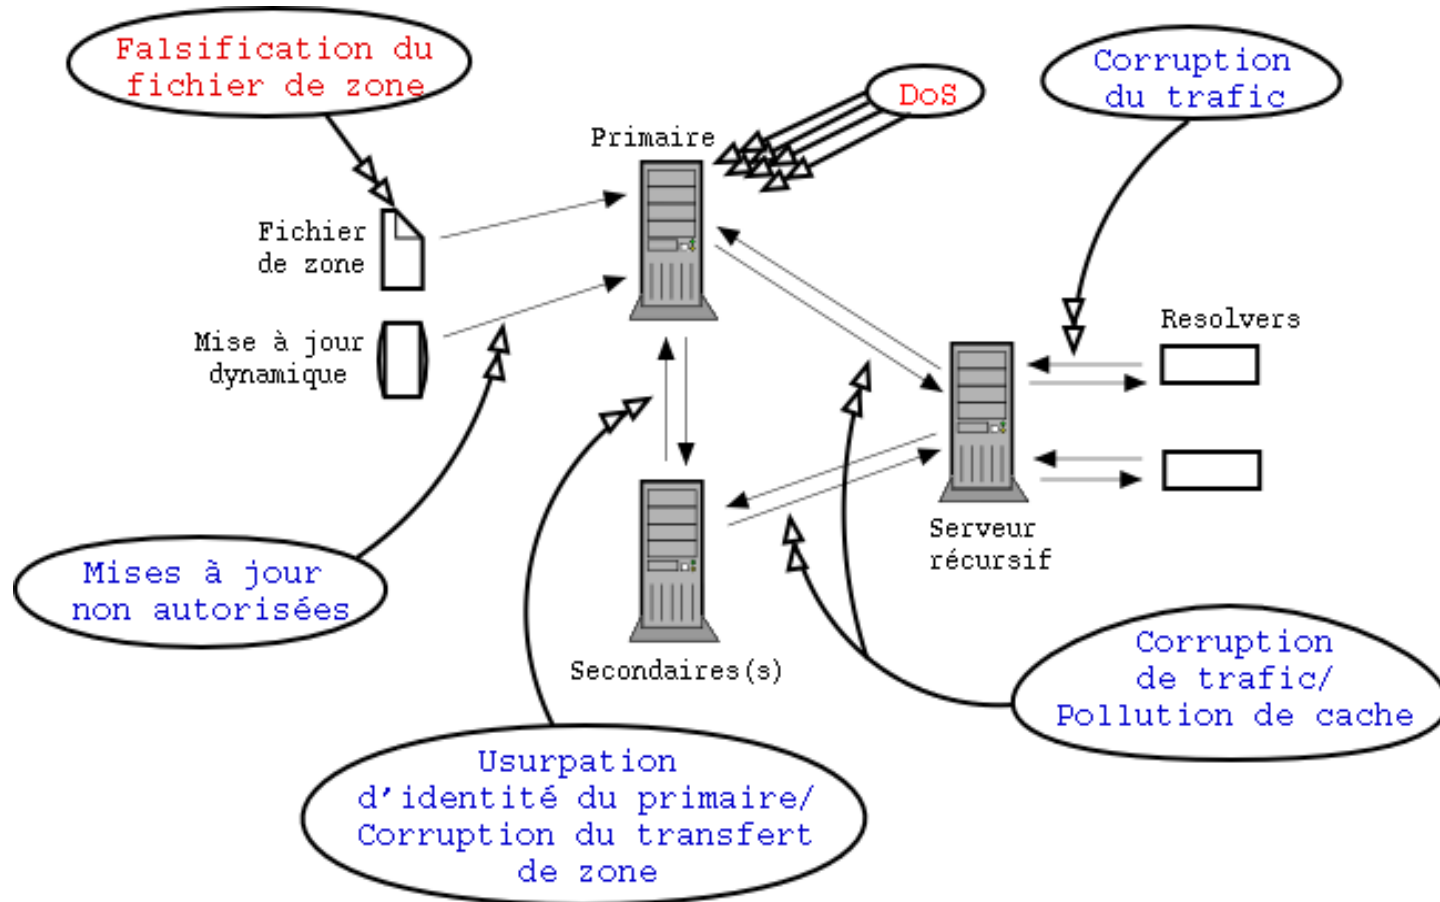 Falsification du
fichier de zone
DoS
Corruption
du trafic
Primaire
Fichier
de zone
Mise à jour
dynamique
Resolvers
Serveur
récursif
Mises à jour
non autorisées
Secondaires(s)
Corruption
de trafic/
Pollution de cache
Usurpation
d'identité du primaire/
Corruption du transfert
de zone